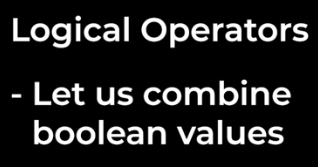 Logical Operators
- Let us combine
boolean values